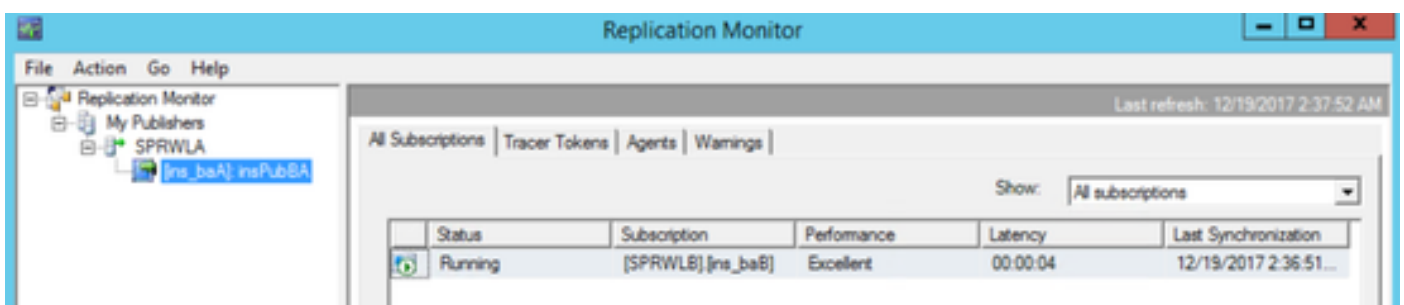 Replication Monitor
File Action Go Help
Replication Monitor
My Publishers
SPRWLA
[ins_baA]: insPubBA
Last refresh: 12/19/2017 2:37:52 AM
All Subscriptions Tracer Tokens Agents Warnings
Show: All subscriptions
Status Subscription Performance Latency Last Synchronization
Running [SPRWLB].[ins_baB] Excellent 00:00:04 12/19/2017 2:36:51...